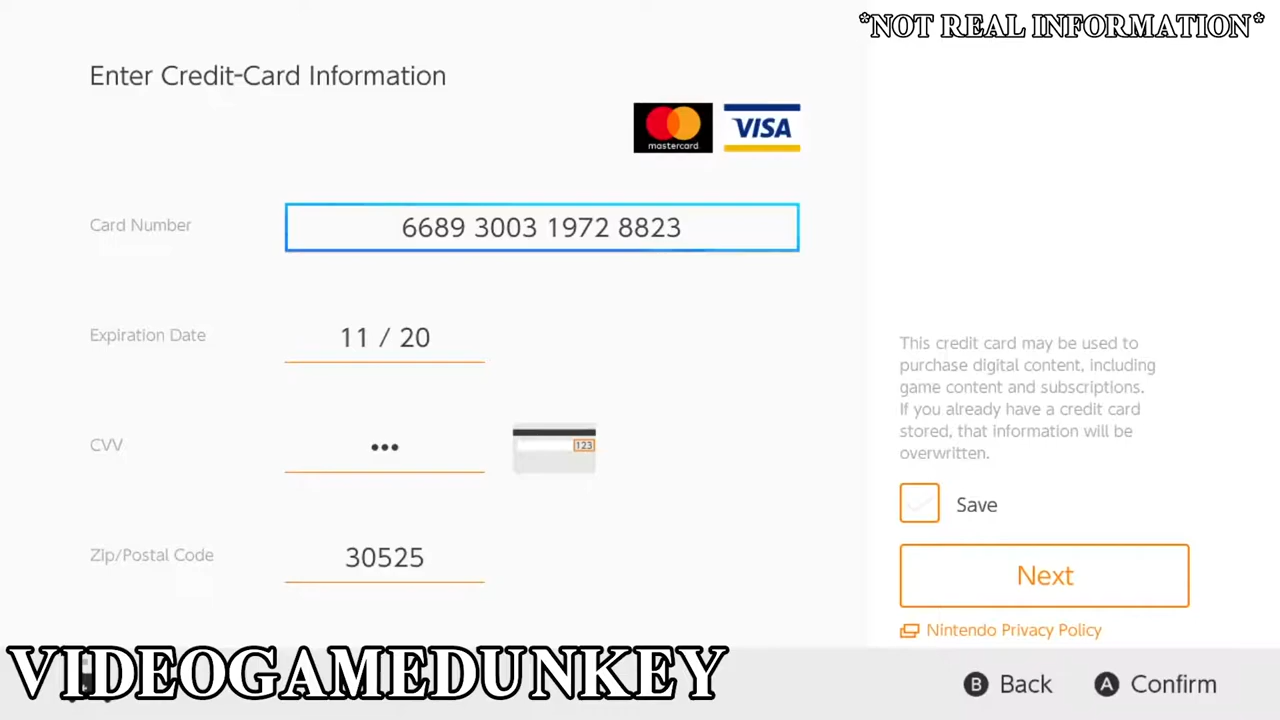 *NOT REAL INFORMATION*
Enter Credit-Card Information
mastercard
VISA
Card Number
6689 3003 1972 8823
Expiration Date
11 / 20
CVV
•••
123
Zip/Postal Code
30525
This credit card may be used to
purchase digital content, including
game content and subscriptions.
If you already have a credit card
stored, that information will be
overwritten.
Save
Next
Nintendo Privacy Policy
VIDEOGAMEDUNKEY
B Back
A Confirm